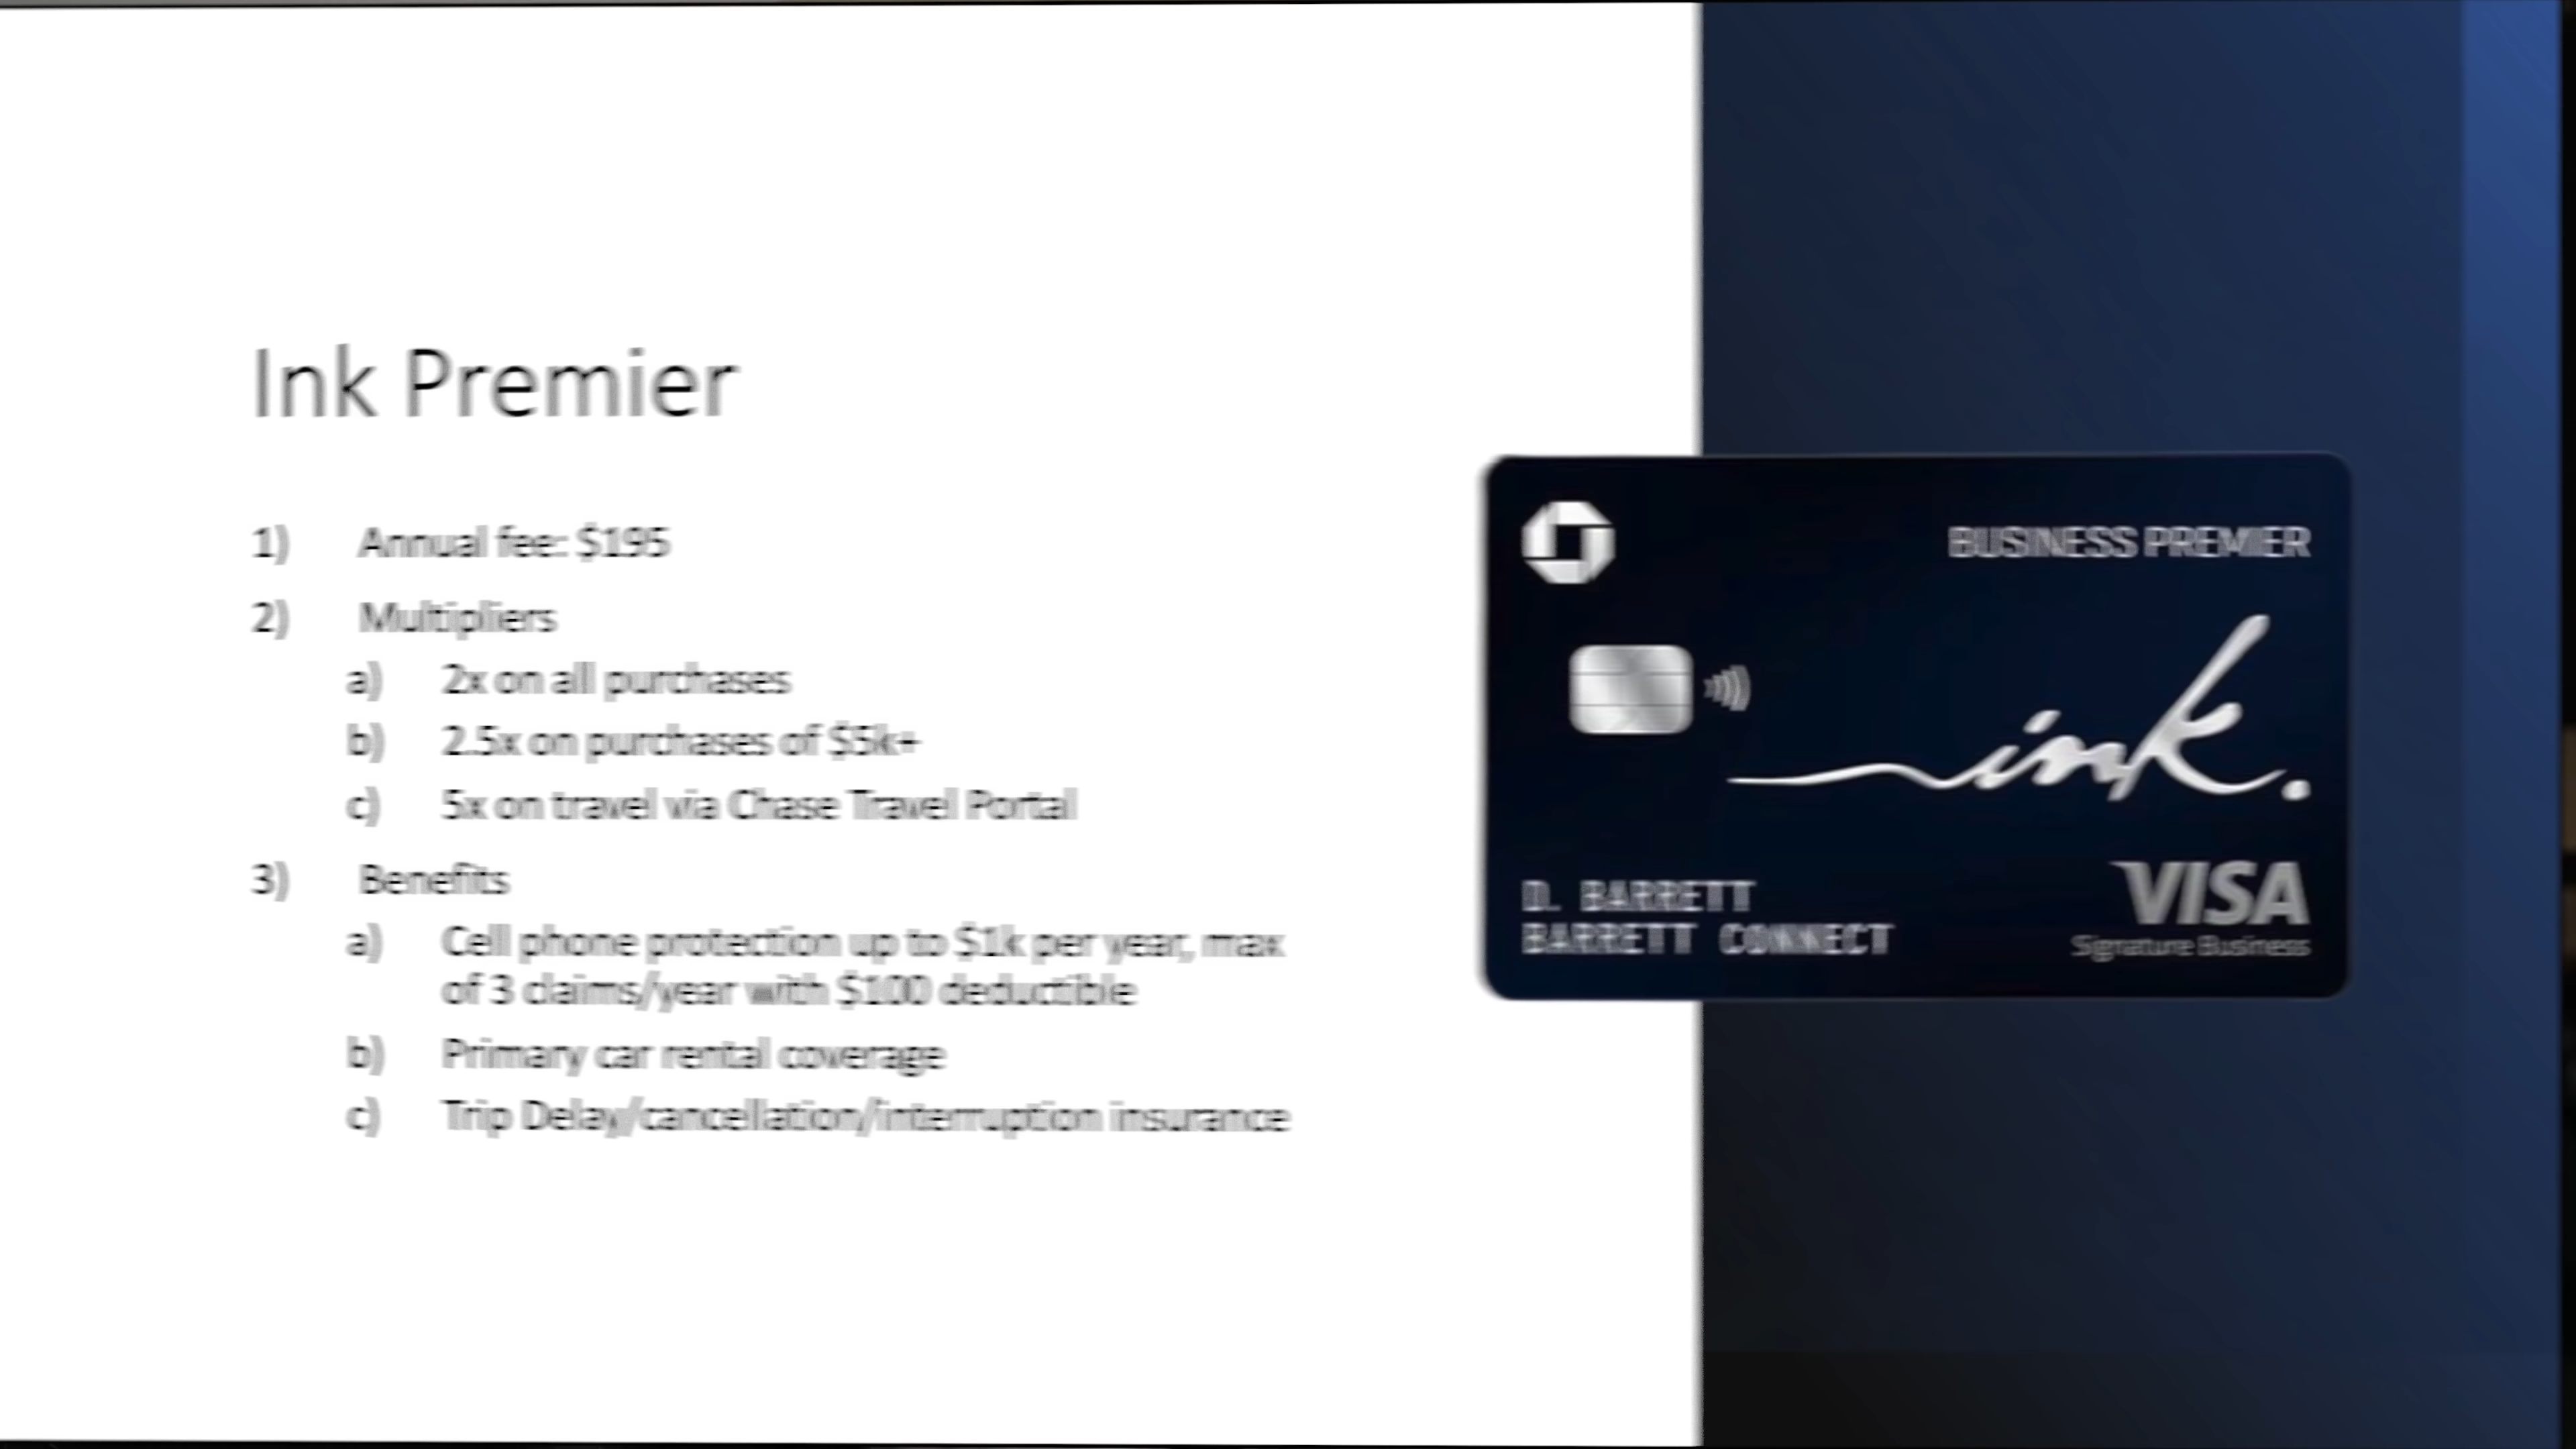 Ink Premier
1) Annual fee: $195
2) Multipliers
a) 2x on all purchases
b) 2.5x on purchases of $5k+
c) 5x on travel via Chase Travel Portal
3) Benefits
a) Cell phone protection up to $1k per year, max
of 3 claims/year with $100 deductible
b) Primary car rental coverage
c) Trip Delay/cancellation/interruption insurance
BUSINESS PREMIER
ink.
D. BARRETT
BARRETT CONNECT
VISA
Signature Business